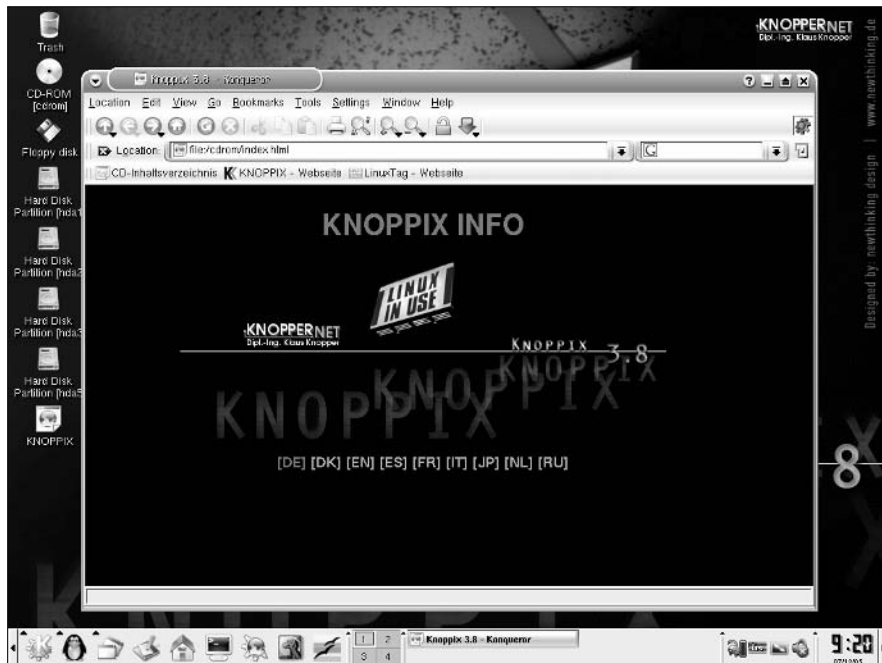 Trash
CD-ROM
[cdrom]
Floppy disk
Hard Disk
Partition [hda1
Hard Disk
Partition [hda2
Hard Disk
Partition [hda3
Hard Disk
Partition [hda5
KNOPPIX
KNOPPERNET
Dipl.-Ing. Klaus Knopper
Designed by: newthinking design | www.newthinking.de
Knoppix 3.8 - Konqueror
Location Edit View Go Bookmarks Tools Settings Window Help
Location: file:/cdrom/index.html
CD-Inhaltsverzeichnis KNOPPIX - Webseite LinuxTag - Webseite
KNOPPIX INFO
LINUX
IN USE
KNOPPERNET
Dipl.-Ing. Klaus Knopper
KNOPPIX 3.8
KNOPPIX
KNOPPIX
KNOPPIX
[DE] [DK] [EN] [ES] [FR] [IT] [JP] [NL] [RU]
8
KNOPPIX
1 2
3 4
Knoppix 3.8 - Konqueror
9:20